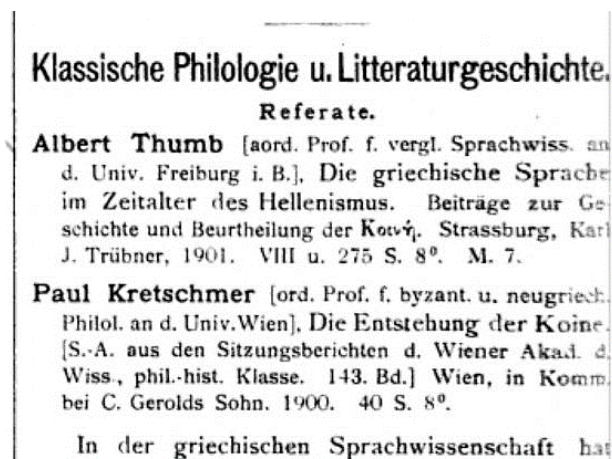 Klassische Philologie u. Litteraturgeschichte.
Referate.
Albert Thumb [aord. Prof. f. vergl. Sprachwiss. an
d. Univ. Freiburg i. B.], Die griechische Sprache
im Zeitalter des Hellenismus. Beiträge zur Ge-
schichte und Beurtheilung der Κοινή. Strassburg, Karl
J. Trübner, 1901. VIII u. 275 S. 8⁰. M. 7.
Paul Kretschmer [ord. Prof. f. byzant. u. neugriech.
Philol. an d. Univ. Wien], Die Entstehung der Koine.
[S.-A. aus den Sitzungsberichten d. Wiener Akad. d.
Wiss., phil.-hist. Klasse. 143. Bd.] Wien, in Komm.
bei C. Gerolds Sohn. 1900. 40 S. 8⁰.
In der griechischen Sprachwissenschaft hat